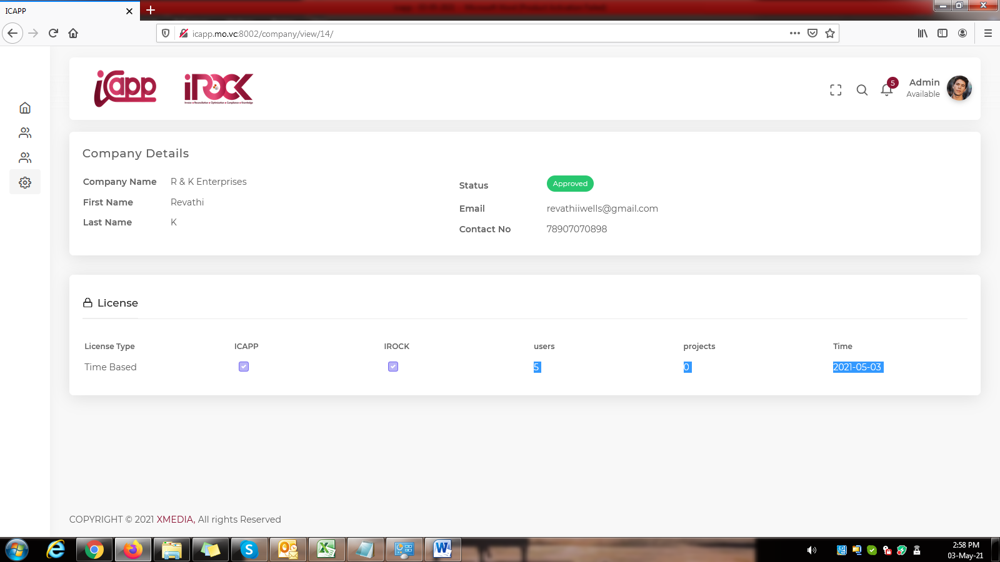 ICAPP
icapp.mo.vc:8002/company/view/14/
iCapp
iROCK
5
Admin
Available
Company Details
Company Name R & K Enterprises
First Name Revathi
Last Name K
Status Approved
Email revathiiwells@gmail.com
Contact No 78907070898
License
License Type ICAPP IROCK users projects Time
Time Based 5 0 2021-05-03
COPYRIGHT © 2021 XMEDIA, All rights Reserved
2:58 PM
03-May-21